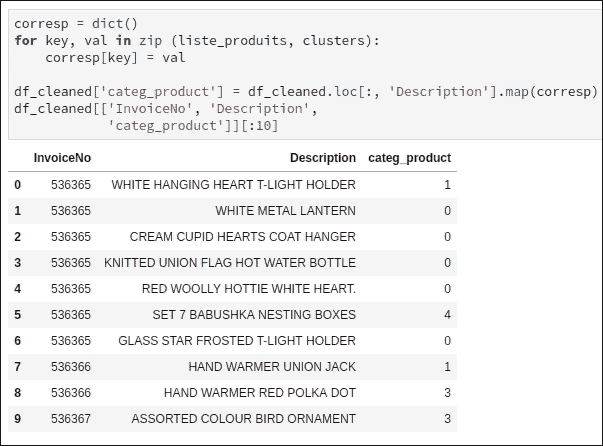 corresp = dict()
for key, val in zip (liste_produits, clusters):
    corresp[key] = val
df_cleaned['categ_product'] = df_cleaned.loc[:, 'Description'].map(corresp)
df_cleaned[['InvoiceNo', 'Description',
            'categ_product']][:10]
InvoiceNo Description categ_product
0 536365 WHITE HANGING HEART T-LIGHT HOLDER 1
1 536365 WHITE METAL LANTERN 0
2 536365 CREAM CUPID HEARTS COAT HANGER 0
3 536365 KNITTED UNION FLAG HOT WATER BOTTLE 0
4 536365 RED WOOLLY HOTTIE WHITE HEART. 0
5 536365 SET 7 BABUSHKA NESTING BOXES 4
6 536365 GLASS STAR FROSTED T-LIGHT HOLDER 0
7 536366 HAND WARMER UNION JACK 1
8 536366 HAND WARMER RED POLKA DOT 3
9 536367 ASSORTED COLOUR BIRD ORNAMENT 3